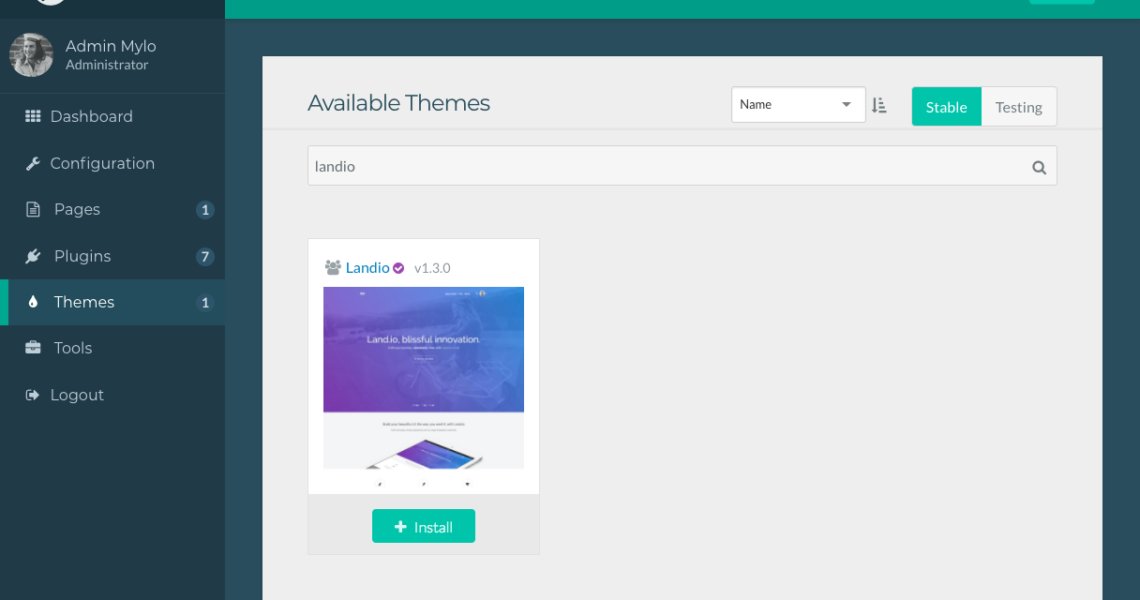 Admin Mylo
Administrator
Dashboard
Configuration
Pages 1
Plugins 7
Themes 1
Tools
Logout
Available Themes
Name
Stable
Testing
landio
Landio v1.3.0
Land.io, blissful innovation.
Install